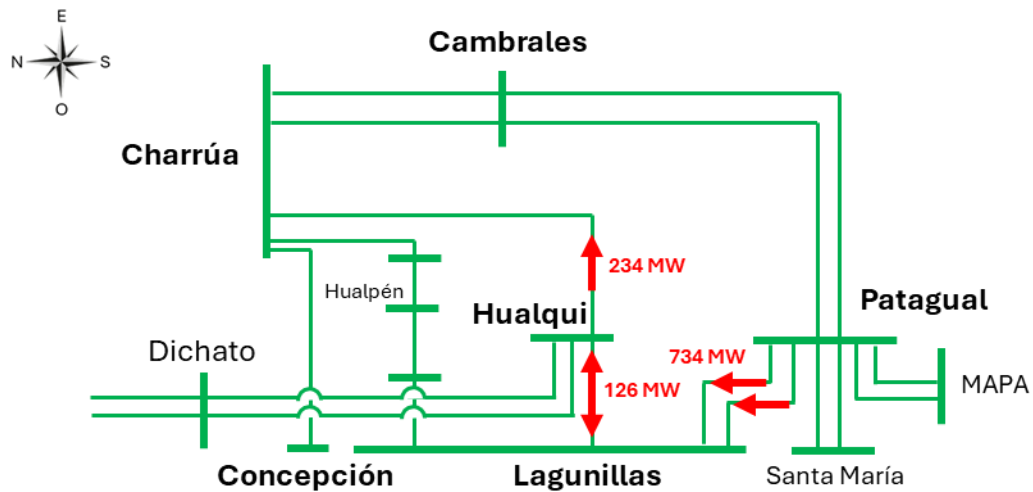 E
N
S
O
Cambrales
Charrúa
234 MW
Hualpén
Hualqui
Patagual
Dichato
734 MW
126 MW
MAPA
Concepción
Lagunillas
Santa María